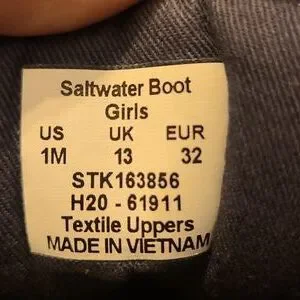 Saltwater Boot
Girls
US UK EUR
1M 13 32
STK163856
H20 - 61911
Textile Uppers
MADE IN VIETNAM